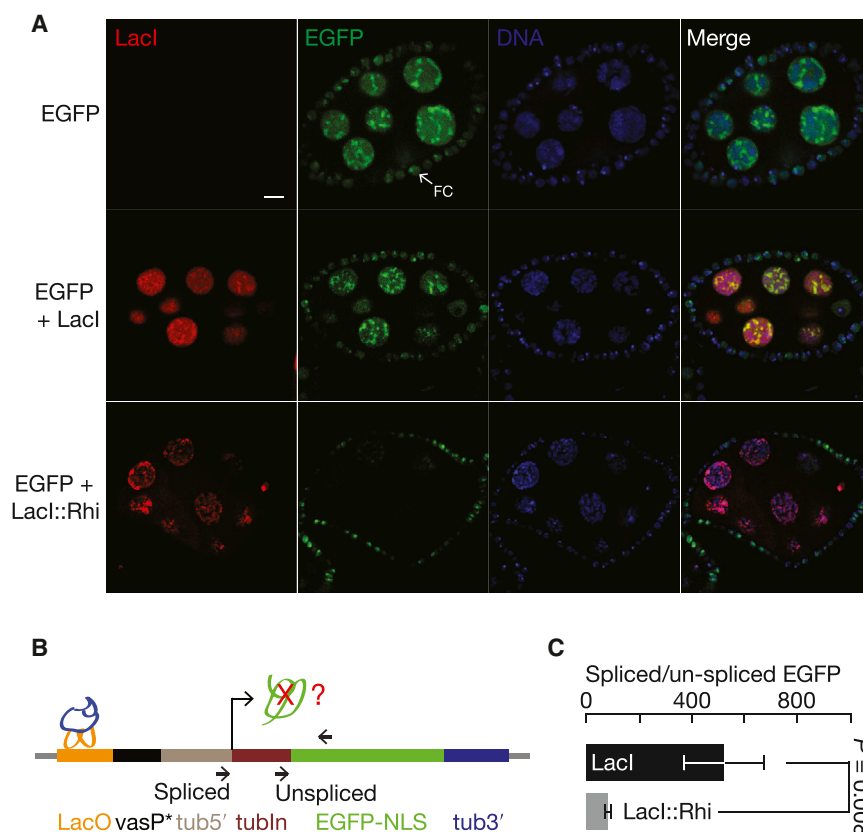 A
LacI
EGFP
DNA
Merge
EGFP
FC
EGFP
+ LacI
EGFP +
LacI::Rhi
B
X ?
Spliced
Unspliced
LacO vasP* tub5′ tubIn EGFP-NLS tub3′
C
Spliced/un-spliced EGFP
0 400 800
LacI
LacI::Rhi